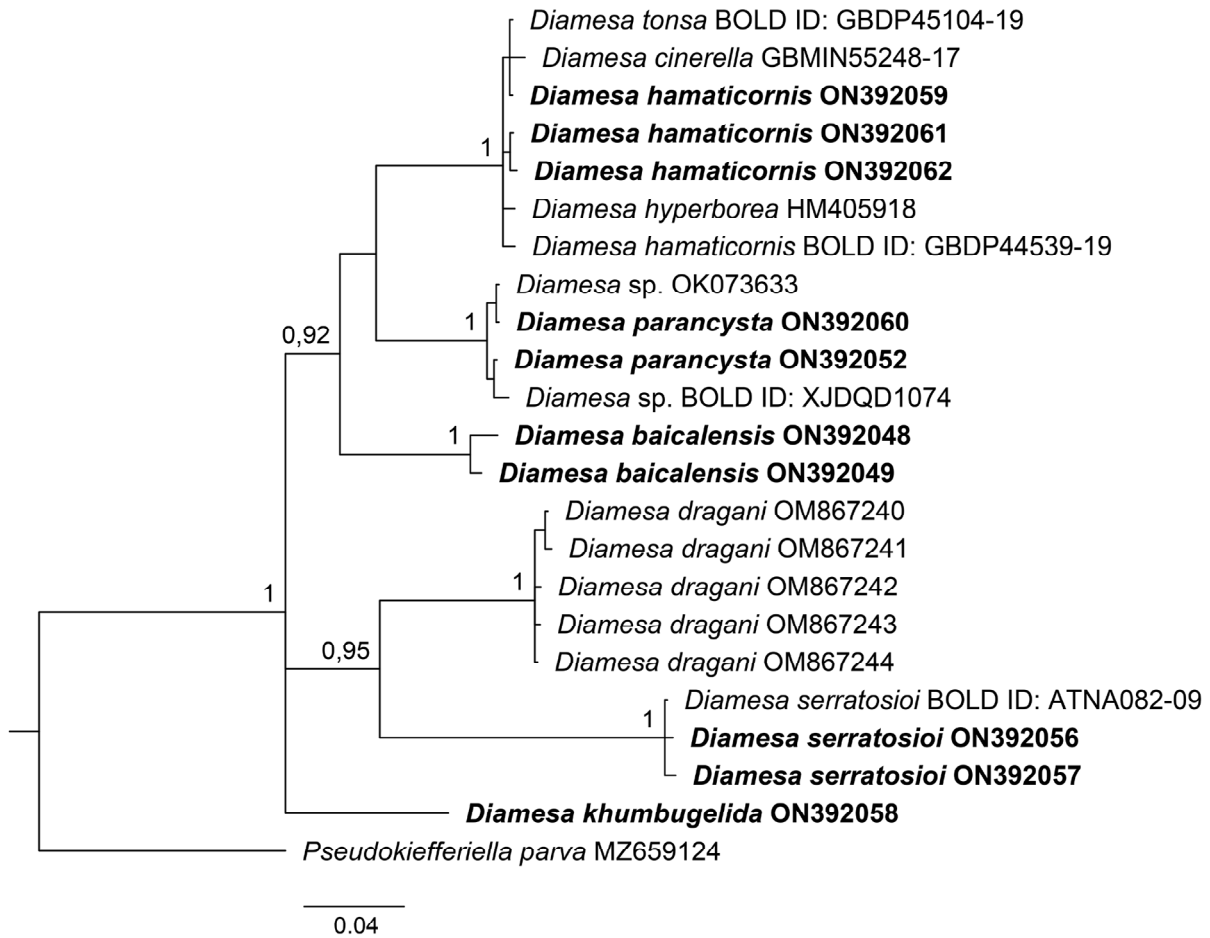 Diamesa tonsa BOLD ID: GBDP45104-19
Diamesa cinerella GBMIN55248-17
Diamesa hamaticornis ON392059
Diamesa hamaticornis ON392061
1
Diamesa hamaticornis ON392062
Diamesa hyperborea HM405918
Diamesa hamaticornis BOLD ID: GBDP44539-19
Diamesa sp. OK073633
1
Diamesa parancysta ON392060
0,92
Diamesa parancysta ON392052
Diamesa sp. BOLD ID: XJDQD1074
1
Diamesa baicalensis ON392048
Diamesa baicalensis ON392049
Diamesa dragani OM867240
Diamesa dragani OM867241
1
Diamesa dragani OM867242
1
Diamesa dragani OM867243
0,95
Diamesa dragani OM867244
Diamesa serratosioi BOLD ID: ATNA082-09
1
Diamesa serratosioi ON392056
Diamesa serratosioi ON392057
Diamesa khumbugelida ON392058
Pseudokiefferiella parva MZ659124
0.04